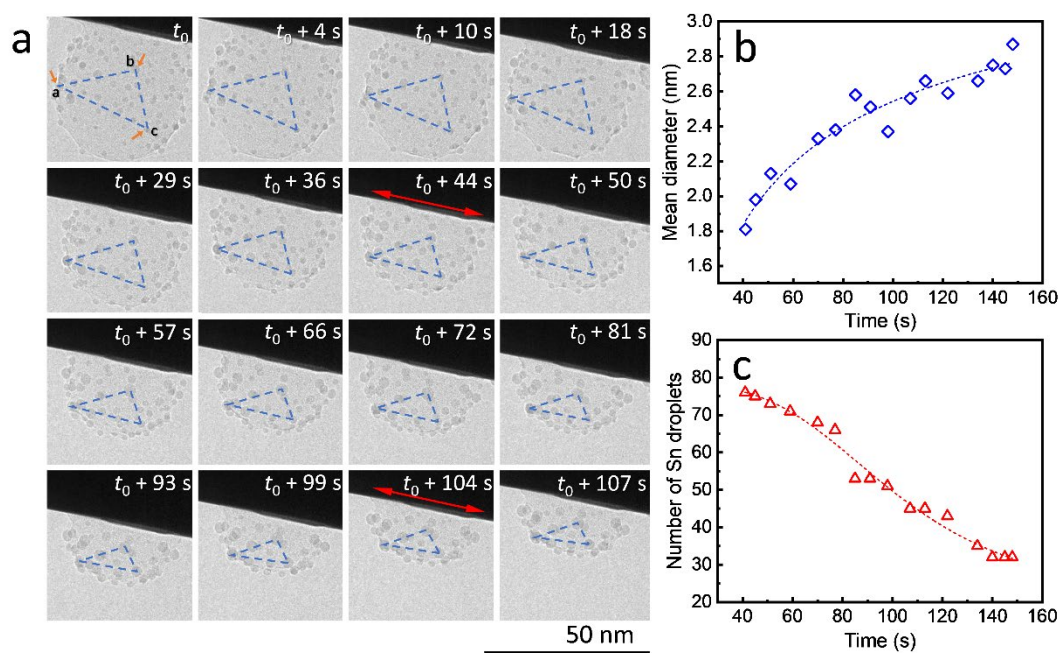 a
t0
t0 + 4 s
t0 + 10 s
t0 + 18 s
a
b
c
t0 + 29 s
t0 + 36 s
t0 + 44 s
t0 + 50 s
t0 + 57 s
t0 + 66 s
t0 + 72 s
t0 + 81 s
t0 + 93 s
t0 + 99 s
t0 + 104 s
t0 + 107 s
50 nm
b
Mean diameter (nm)
3.0
2.8
2.6
2.4
2.2
2.0
1.8
1.6
40 60 80 100 120 140 160
Time (s)
c
Number of Sn droplets
90
80
70
60
50
40
30
20
40 60 80 100 120 140 160
Time (s)